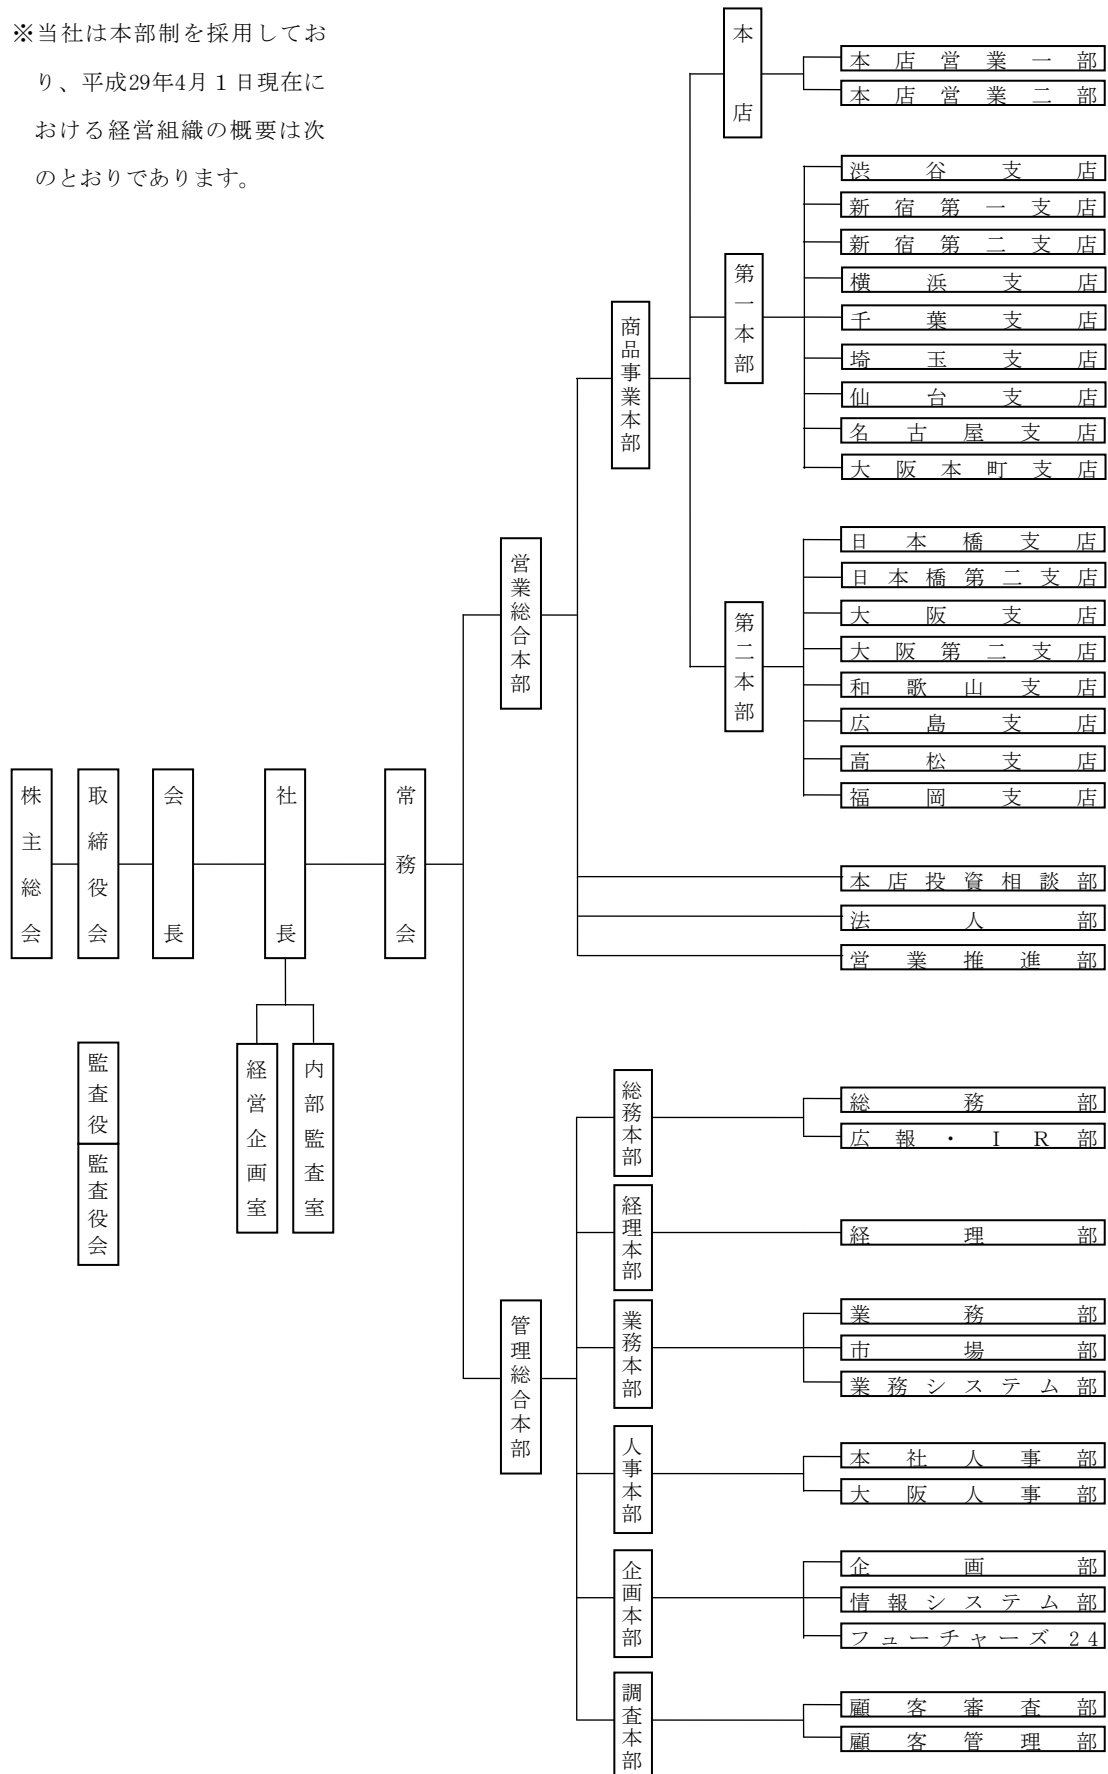 ※当社は本部制を採用してお
り、平成29年4月１日現在に
おける経営組織の概要は次
のとおりであります。
株主総会
取締役会
会長
社長
常務会
監査役
監査役会
経営企画室
内部監査室
営業総合本部
商品事業本部
本店
本店営業一部
本店営業二部
第一本部
渋谷支店
新宿第一支店
新宿第二支店
横浜支店
千葉支店
埼玉支店
仙台支店
名古屋支店
大阪本町支店
第二本部
日本橋支店
日本橋第二支店
大阪支店
大阪第二支店
和歌山支店
広島支店
高松支店
福岡支店
本店投資相談部
法人部
営業推進部
管理総合本部
総務本部
総務部
広報・ＩＲ部
経理本部
経理部
業務本部
業務部
市場部
業務システム部
人事本部
本社人事部
大阪人事部
企画本部
企画部
情報システム部
フューチャーズ24
調査本部
顧客審査部
顧客管理部